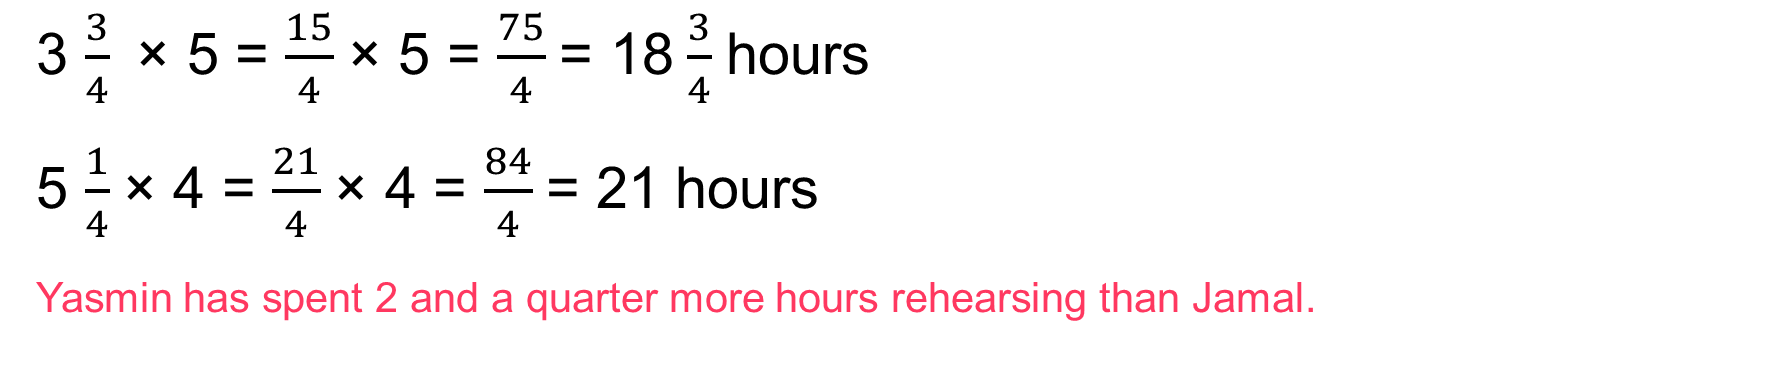 3 3/4 × 5 = 15/4 × 5 = 75/4 = 18 3/4 hours
5 1/4 × 4 = 21/4 × 4 = 84/4 = 21 hours
Yasmin has spent 2 and a quarter more hours rehearsing than Jamal.